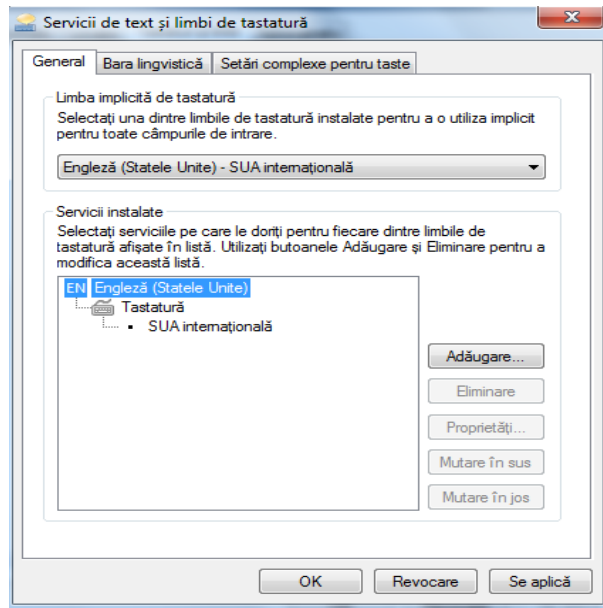 Servicii de text și limbi de tastatură
General
Bara lingvistică
Setări complexe pentru taste
Limba implicită de tastatură
Selectați una dintre limbile de tastatură instalate pentru a o utiliza implicit
pentru toate câmpurile de intrare.
Engleză (Statele Unite) - SUA internațională
Servicii instalate
Selectați serviciile pe care le doriți pentru fiecare dintre limbile de
tastatură afișate în listă. Utilizați butoanele Adăugare și Eliminare pentru a
modifica această listă.
EN Engleză (Statele Unite)
Tastatură
SUA internațională
Adăugare...
Eliminare
Proprietăți...
Mutare în sus
Mutare în jos
OK
Revocare
Se aplică